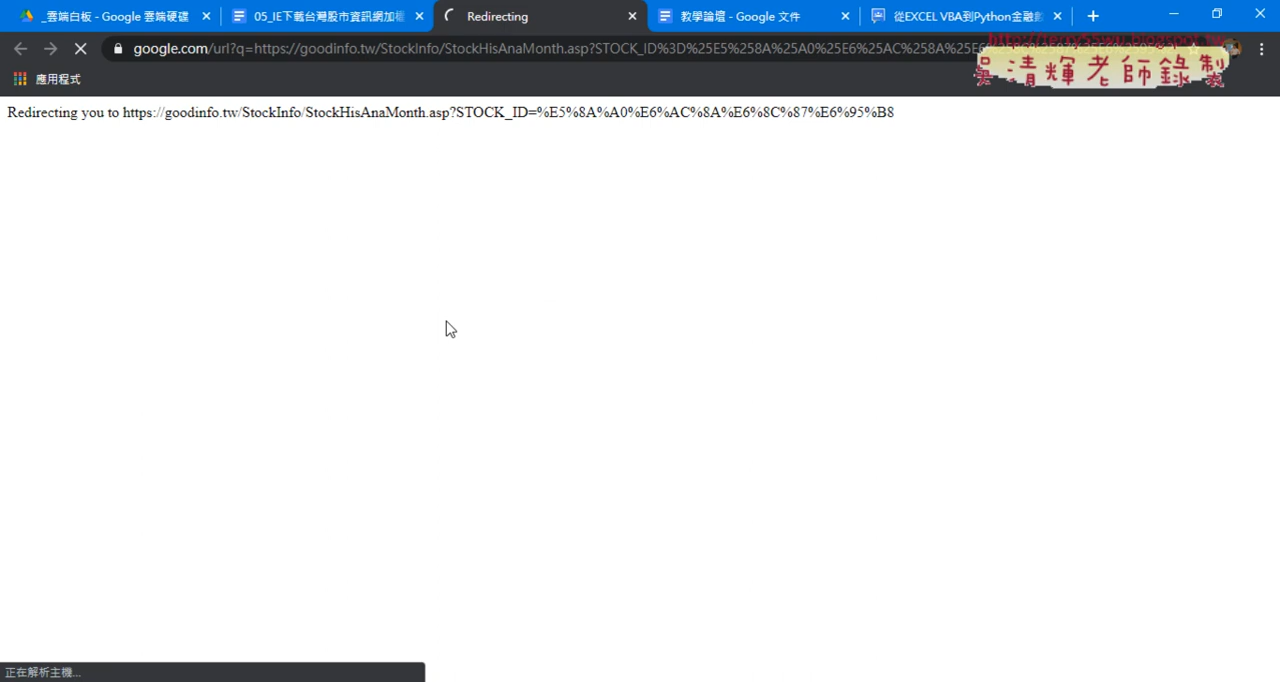 _雲端白板 - Google 雲端硬碟
05_IE下載台灣股市資訊網加權
Redirecting
教學論壇 - Google 文件
從EXCEL VBA到Python金融
google.com/url?q=https://goodinfo.tw/StockInfo/StockHisAnaMonth.asp?STOCK_ID%3D%25E5%258A%25A0%25E6%25AC%258A%25E6
http://terry55wu.blogspot.tw
吳清輝老師錄製
應用程式
Redirecting you to https://goodinfo.tw/StockInfo/StockHisAnaMonth.asp?STOCK_ID=%E5%8A%A0%E6%AC%8A%E6%8C%87%E6%95%B8
正在解析主機...